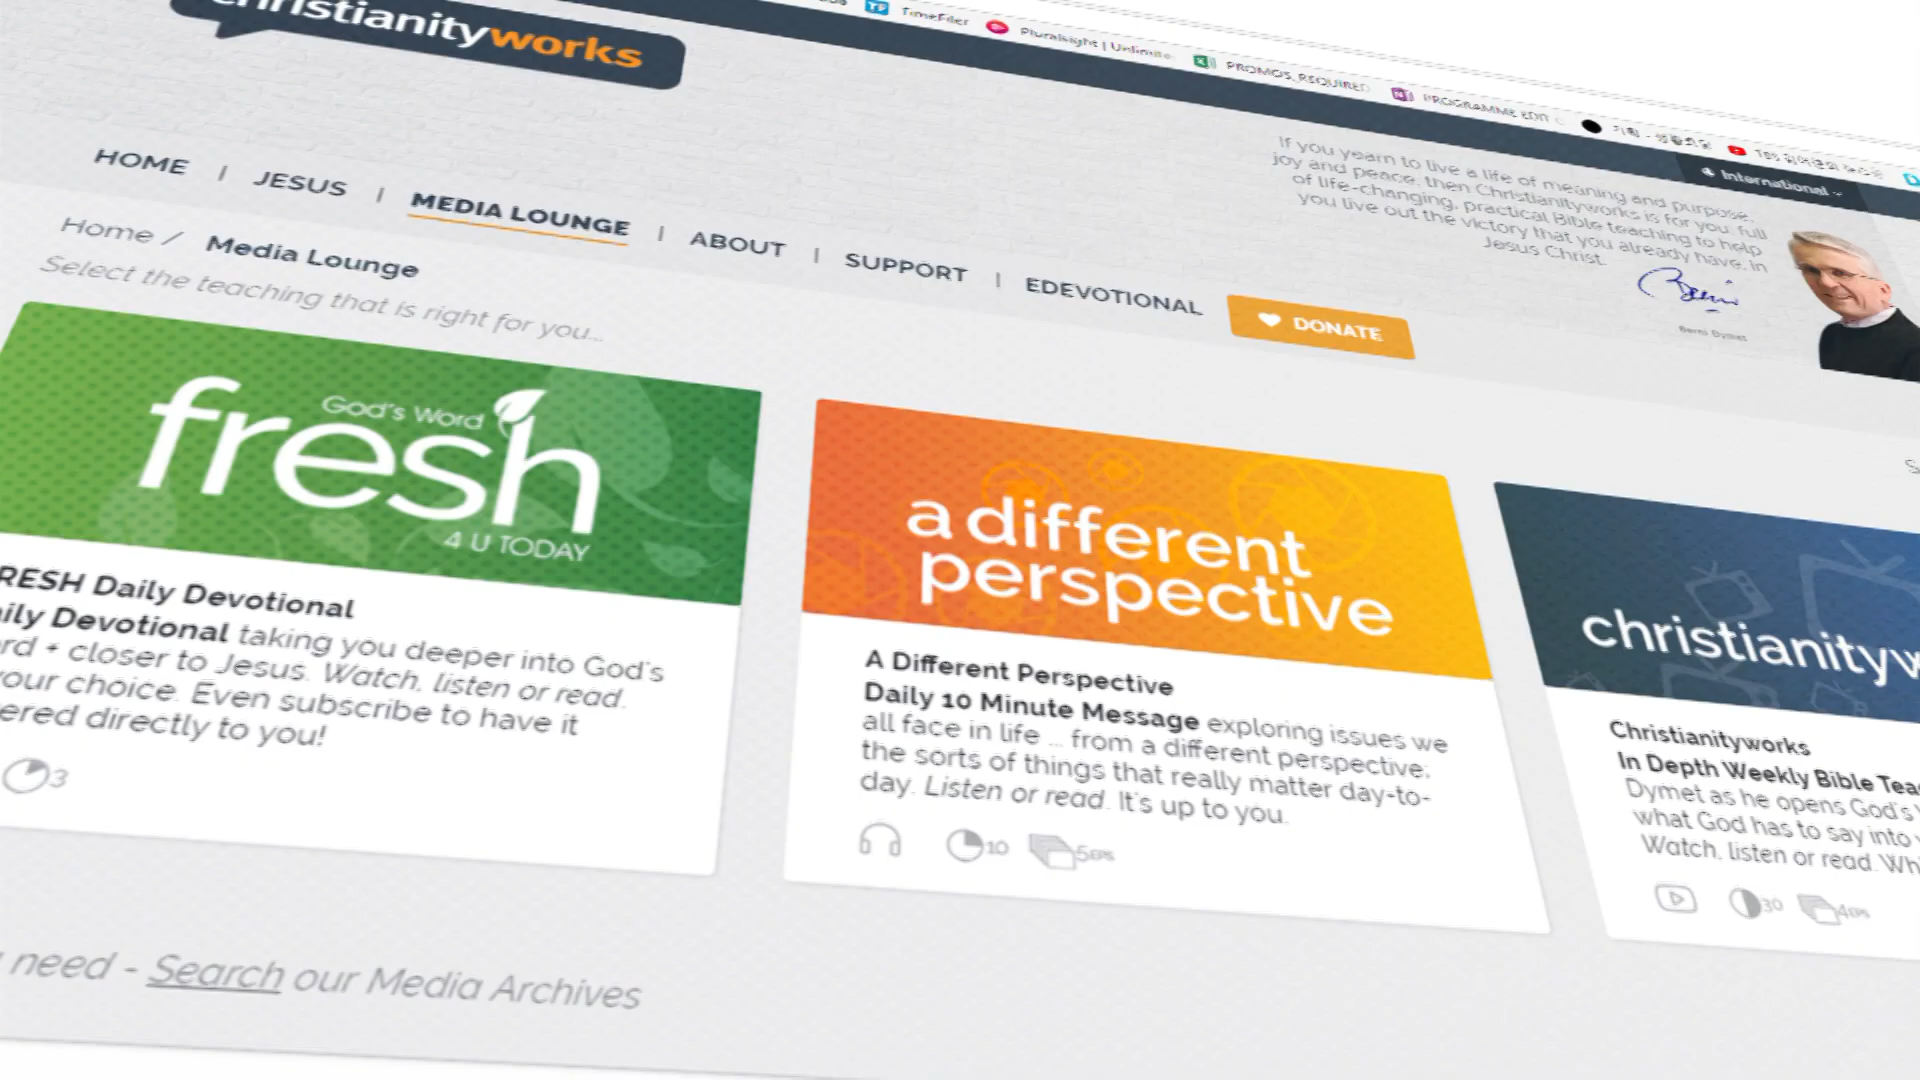 christianityworks
TimeFiler
Pluralsight | Unlimite
PROMOS_REQUIRED
PROGRAMME EDIT
International
If you yearn to live a life of meaning and purpose,
joy and peace, then Christianityworks is for you: full
of life-changing, practical Bible teaching to help
you live out the victory that you already have, in
Jesus Christ.
Berni
Berni Dymet
HOME | JESUS | MEDIA LOUNGE | ABOUT | SUPPORT | EDEVOTIONAL
DONATE
Home / Media Lounge
Select the teaching that is right for you...
God's Word
fresh
4 U TODAY
RESH Daily Devotional
aily Devotional taking you deeper into God's
rd + closer to Jesus. Watch, listen or read.
your choice. Even subscribe to have it
ered directly to you!
3
a different
perspective
A Different Perspective
Daily 10 Minute Message exploring issues we
all face in life ... from a different perspective;
the sorts of things that really matter day-to-
day. Listen or read. It's up to you.
10
christianityw
Christianityworks
In Depth Weekly Bible Tea
Dymet as he opens God's
what God has to say into
Watch, listen or read. Wh
30
need - Search our Media Archives